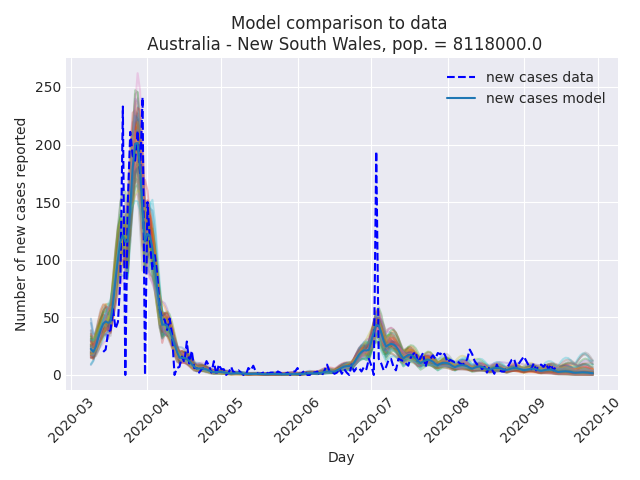 Model comparison to data
Australia - New South Wales, pop. = 8118000.0
new cases data
new cases model
Number of new cases reported
250
200
150
100
50
0
2020-03
2020-04
2020-05
2020-06
2020-07
2020-08
2020-09
2020-10
Day